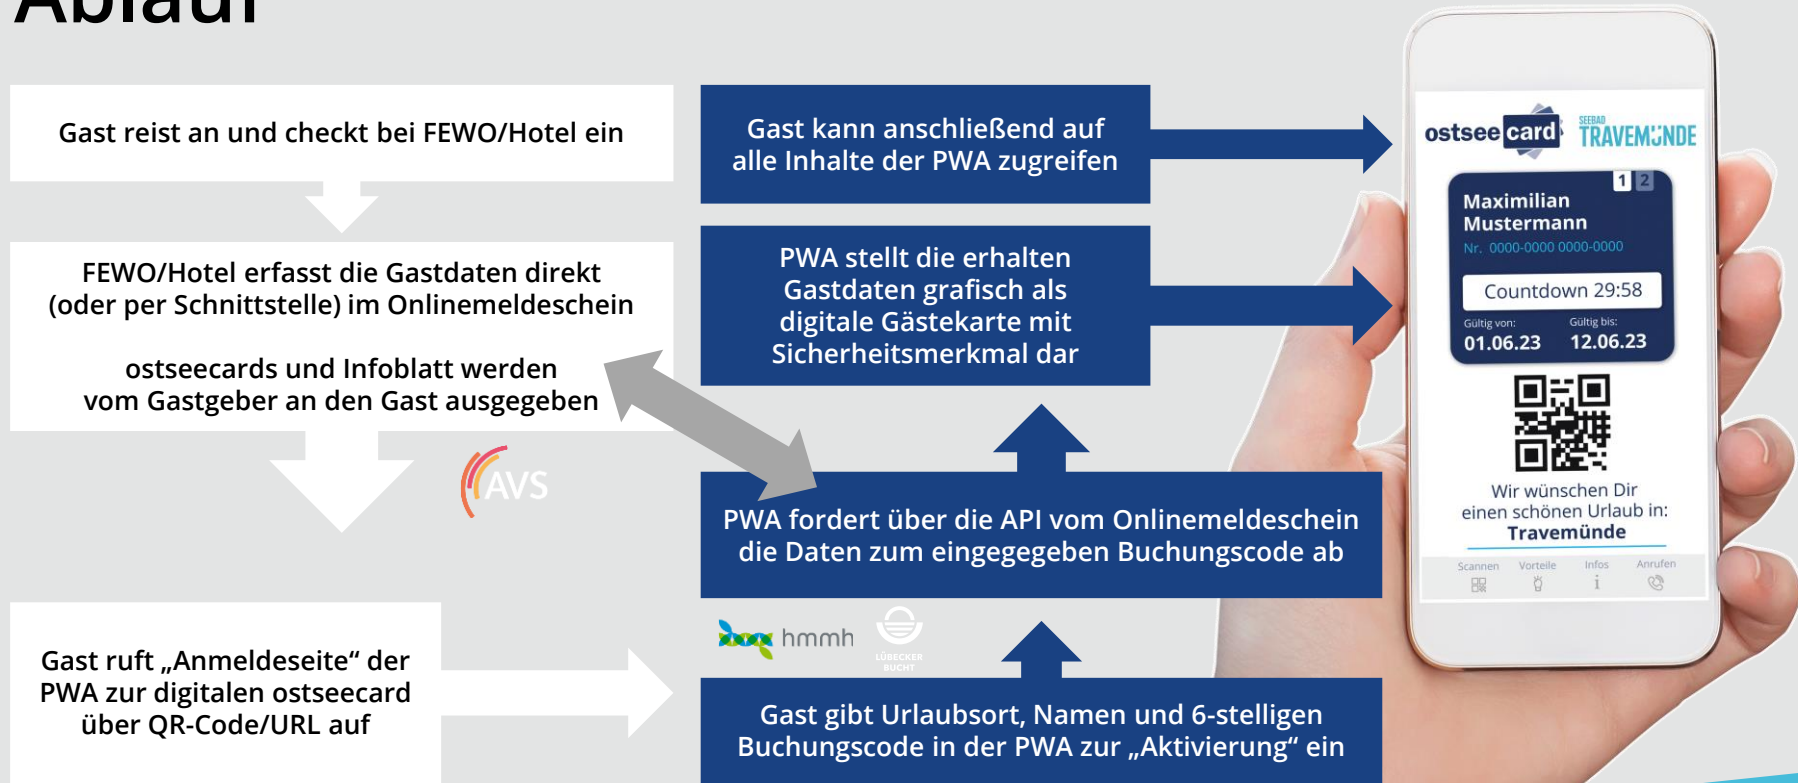 Ablauf
Gast reist an und checkt bei FEWO/Hotel ein
FEWO/Hotel erfasst die Gastdaten direkt
(oder per Schnittstelle) im Onlinemeldeschein
ostseecards und Infoblatt werden
vom Gastgeber an den Gast ausgegeben
AVS
Gast ruft „Anmeldeseite“ der
PWA zur digitalen ostseecard
über QR-Code/URL auf
Gast kann anschließend auf
alle Inhalte der PWA zugreifen
PWA stellt die erhalten
Gastdaten grafisch als
digitale Gästekarte mit
Sicherheitsmerkmal dar
PWA fordert über die API vom Onlinemeldeschein
die Daten zum eingegegeben Buchungscode ab
hmmh
LÜBECKER
BUCHT
Gast gibt Urlaubsort, Namen und 6-stelligen
Buchungscode in der PWA zur „Aktivierung“ ein
ostseecard
SEEBAD
TRAVEMÜNDE
1 2
Maximilian
Mustermann
Nr. 0000-0000 0000-0000
Countdown 29:58
Gültig von: Gültig bis:
01.06.23 12.06.23
Wir wünschen Dir
einen schönen Urlaub in:
Travemünde
Scannen Vorteile Infos Anrufen